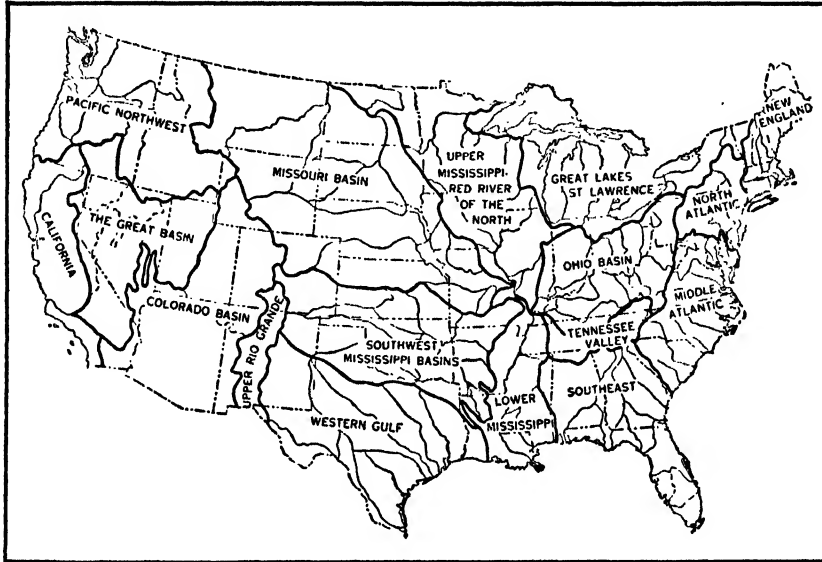 PACIFIC NORTHWEST
MISSOURI BASIN
UPPER
MISSISSIPPI-
RED RIVER
OF THE
NORTH
GREAT LAKES
ST LAWRENCE
NEW
ENGLAND
NORTH
ATLANTIC
CALIFORNIA
THE GREAT BASIN
COLORADO BASIN
UPPER RIO GRANDE
SOUTHWEST
MISSISSIPPI BASINS
OHIO BASIN
TENNESSEE
VALLEY
MIDDLE
ATLANTIC
WESTERN GULF
LOWER
MISSISSIPPI
SOUTHEAST